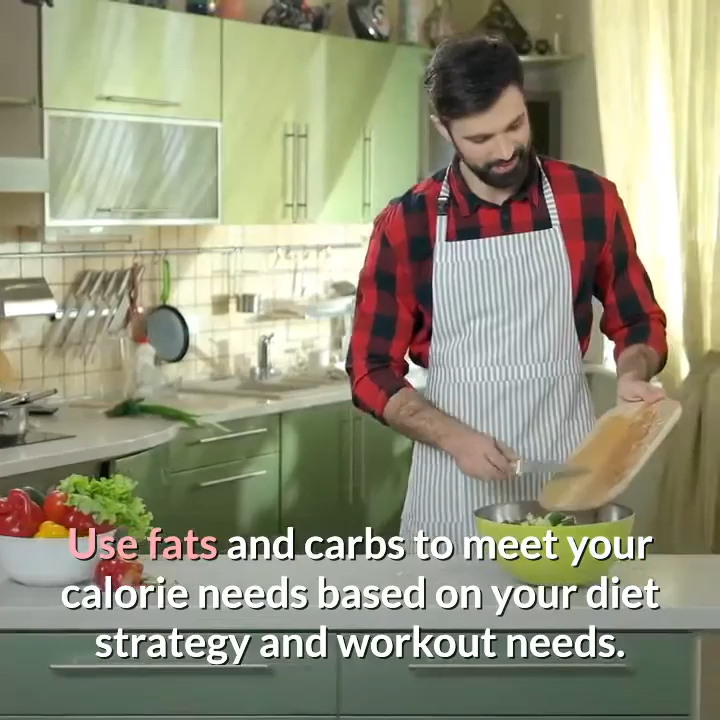 Use fats and carbs to meet your
calorie needs based on your diet
strategy and workout needs.